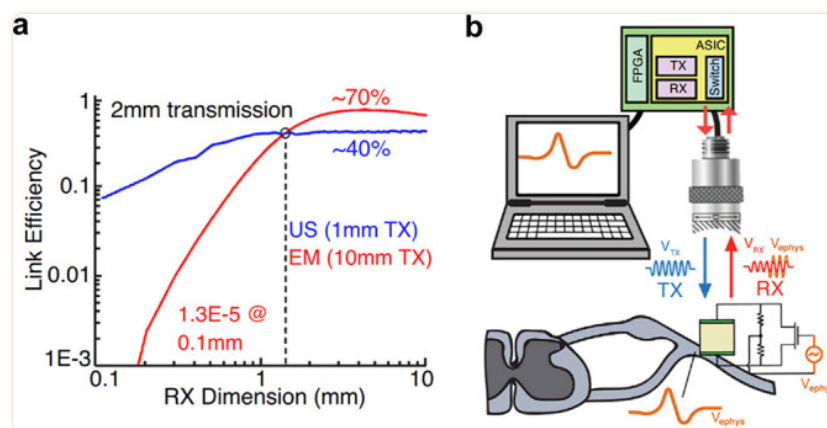 a
1
0.1
0.01
1E-3
Link Efficiency
2mm transmission
~70%
~40%
US (1mm TX)
EM (10mm TX)
1.3E-5 @
0.1mm
0.1
1
10
RX Dimension (mm)
b
FPGA
ASIC
TX
RX
Switch
d
V_TX
TX
V_RX V_ephys
RX
V_ephys
V_ephys